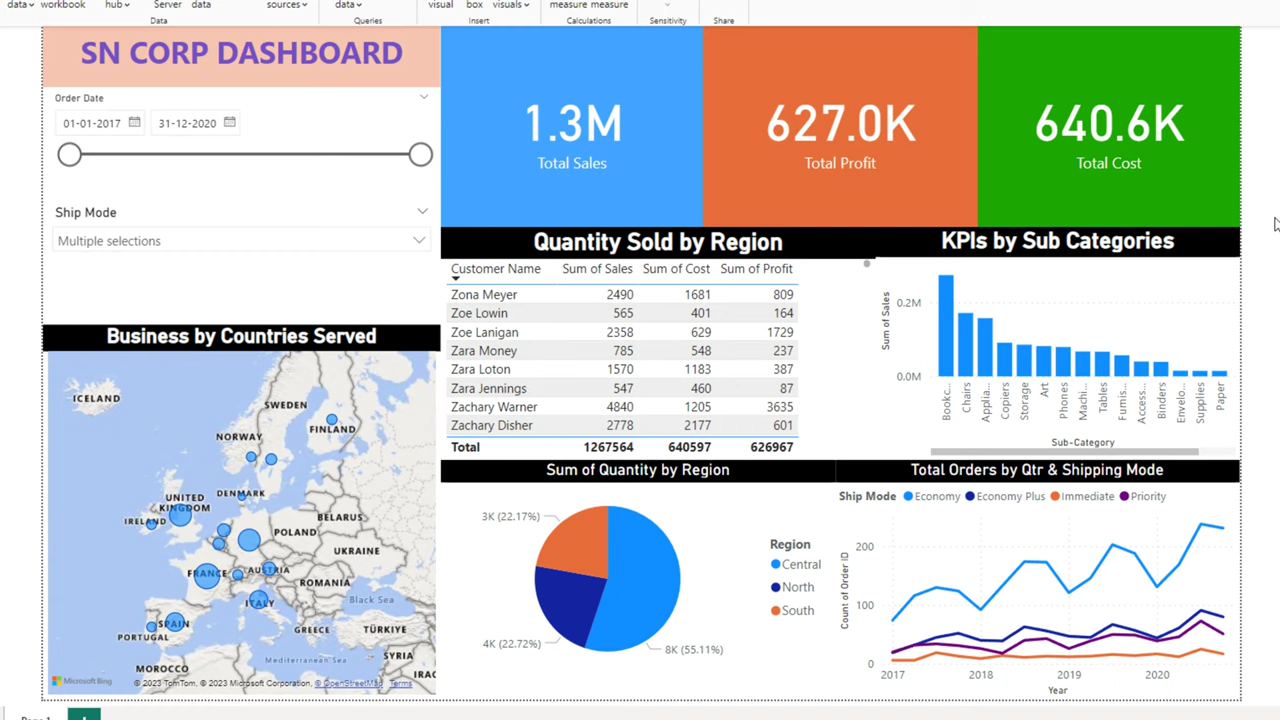 data
workbook
hub
Server
data
sources
data
visual
box
visuals
measure measure
Data
Queries
Insert
Calculations
Sensitivity
Share
SN CORP DASHBOARD
Order Date
01-01-2017
31-12-2020
Ship Mode
Multiple selections
1.3M
Total Sales
627.0K
Total Profit
640.6K
Total Cost
Business by Countries Served
ICELAND
SWEDEN
FINLAND
NORWAY
DENMARK
UNITED
KINGDOM
IRELAND
BELARUS
POLAND
UKRAINE
FRANCE
AUSTRIA
ROMANIA
ITALY
Black Sea
SPAIN
PORTUGAL
GREECE
TÜRKIYE
Mediterranean Sea
SYRIA
MOROCCO
IRAC
Microsoft Bing
© 2023 TomTom, © 2023 Microsoft Corporation, © OpenStreetMap Terms
Quantity Sold by Region
Customer Name Sum of Sales Sum of Cost Sum of Profit
Zona Meyer 2490 1681 809
Zoe Lowin 565 401 164
Zoe Lanigan 2358 629 1729
Zara Money 785 548 237
Zara Loton 1570 1183 387
Zara Jennings 547 460 87
Zachary Warner 4840 1205 3635
Zachary Disher 2778 2177 601
Total 1267564 640597 626967
KPIs by Sub Categories
Sum of Sales
0.2M
0.0M
Bookc...
Chairs
Applia...
Copiers
Storage
Art
Phones
Machi...
Tables
Furnis...
Access...
Binders
Envelo...
Supplies
Paper
Sub-Category
Sum of Quantity by Region
3K (22.17%)
4K (22.72%)
8K (55.11%)
Region
Central
North
South
Total Orders by Qtr & Shipping Mode
Ship Mode Economy Economy Plus Immediate Priority
Count of Order ID
200
100
0
2017 2018 2019 2020
Year